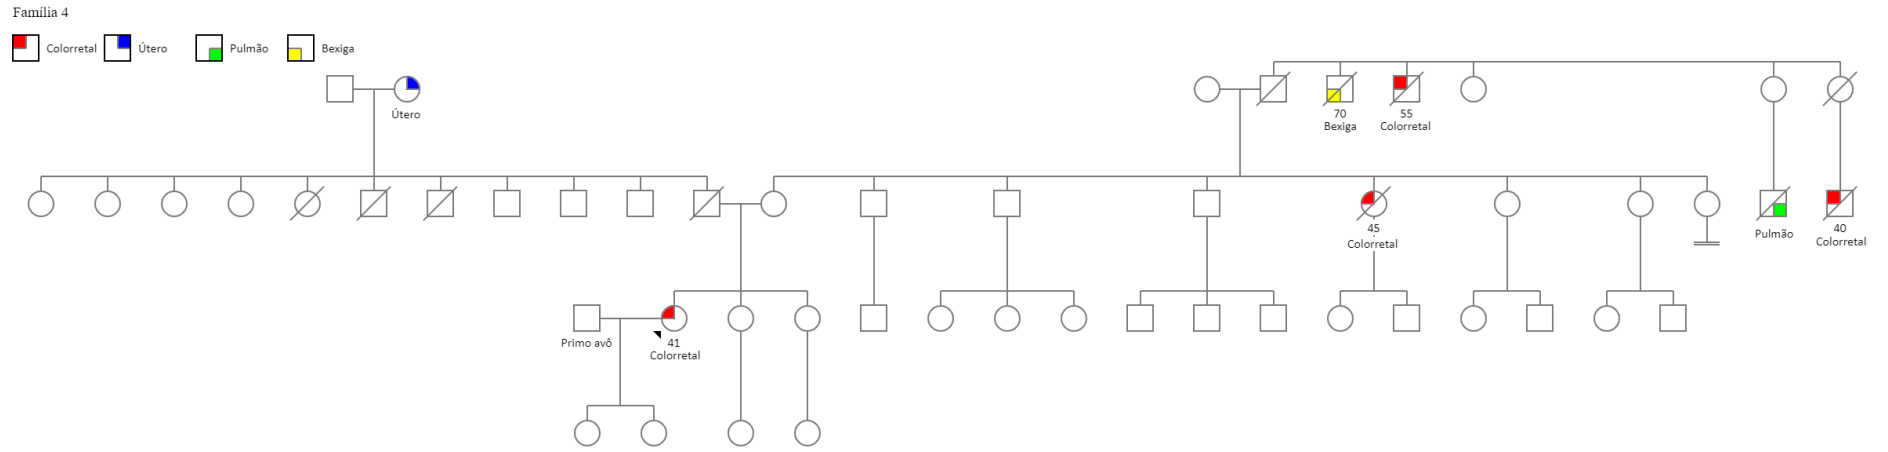 Família 4
Colorretal
Útero
Pulmão
Bexiga
Útero
70
Bexiga
55
Colorretal
45
Colorretal
Pulmão
40
Colorretal
Primo avô
41
Colorretal